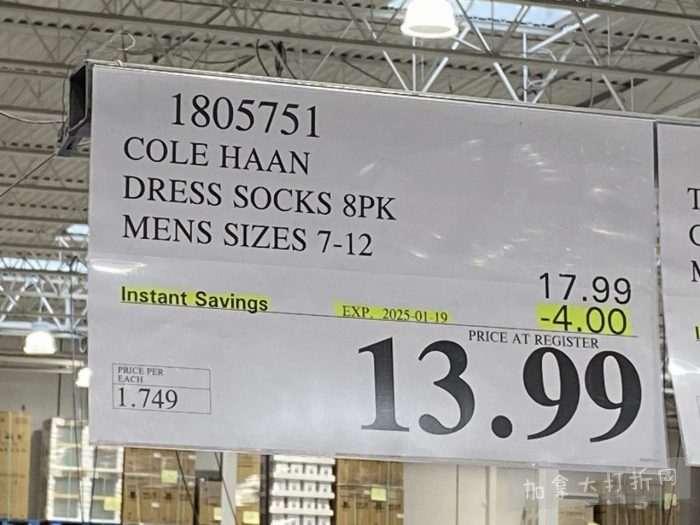 1805751
COLE HAAN
DRESS SOCKS 8PK
MENS SIZES 7-12
17.99
Instant Savings EXP. 2025-01-19 -4.00
PRICE AT REGISTER
13.99
PRICE PER
EACH
1.749
T
C
M
加拿大打折网